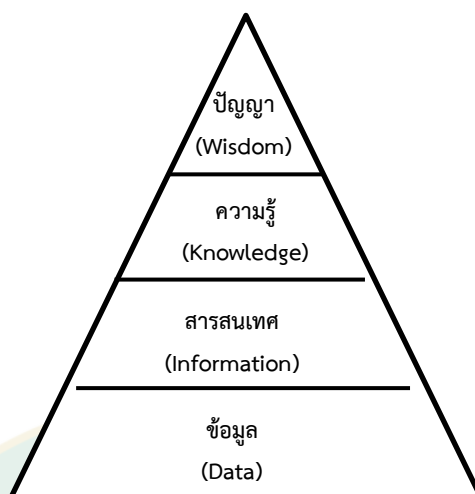 ปัญญา
(Wisdom)
ความรู้
(Knowledge)
สารสนเทศ
(Information)
ข้อมูล
(Data)